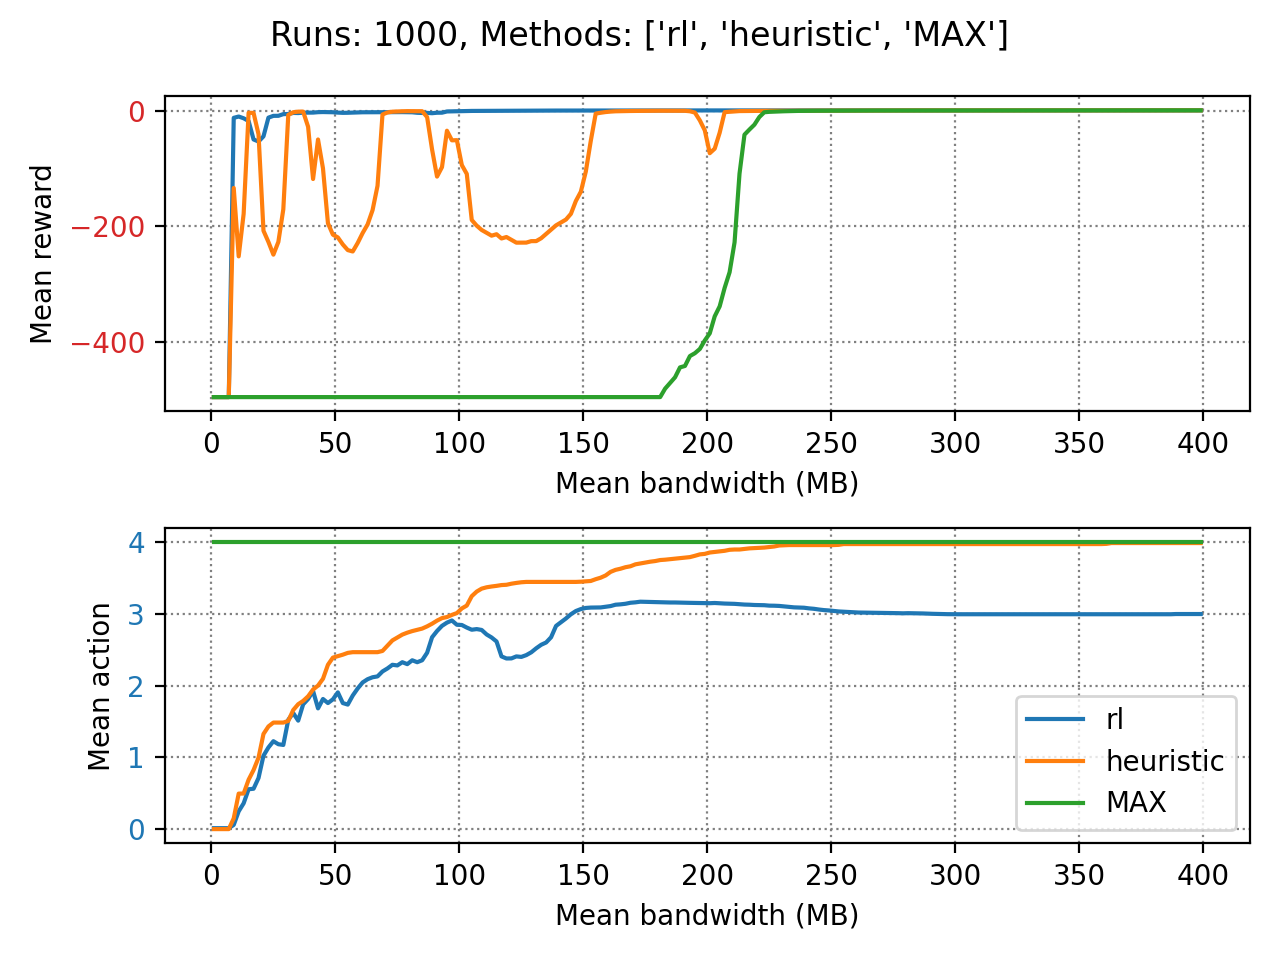 Runs: 1000, Methods: ['rl', 'heuristic', 'MAX']
0
−200
−400
Mean reward
0 50 100 150 200 250 300 350 400
Mean bandwidth (MB)
4
3
2
1
0
Mean action
rl
heuristic
MAX
0 50 100 150 200 250 300 350 400
Mean bandwidth (MB)